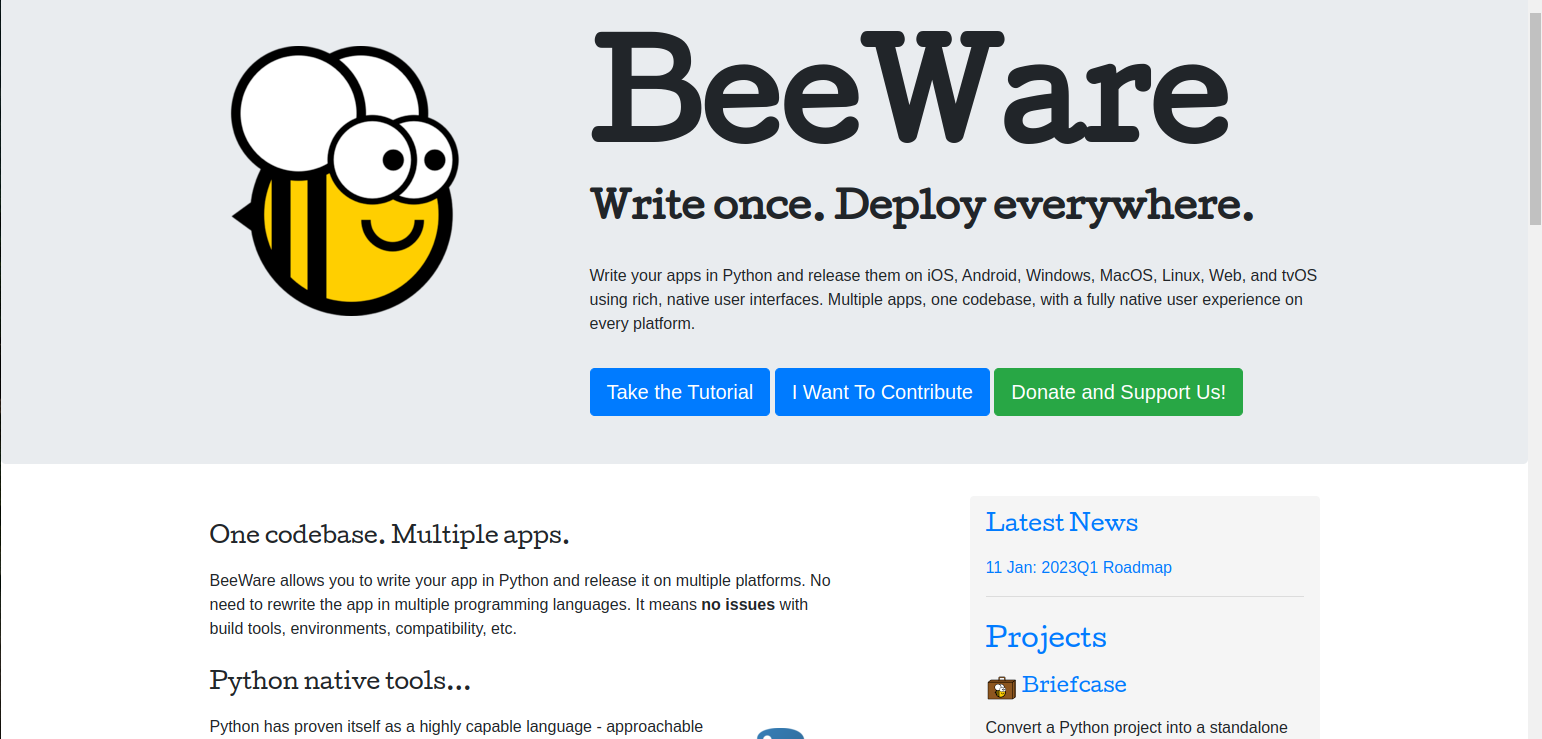 BeeWare
Write once. Deploy everywhere.
Write your apps in Python and release them on iOS, Android, Windows, MacOS, Linux, Web, and tvOS
using rich, native user interfaces. Multiple apps, one codebase, with a fully native user experience on
every platform.
Take the Tutorial
I Want To Contribute
Donate and Support Us!
One codebase. Multiple apps.
BeeWare allows you to write your app in Python and release it on multiple platforms. No
need to rewrite the app in multiple programming languages. It means no issues with
build tools, environments, compatibility, etc.
Python native tools...
Python has proven itself as a highly capable language - approachable
Latest News
11 Jan: 2023Q1 Roadmap
Projects
Briefcase
Convert a Python project into a standalone